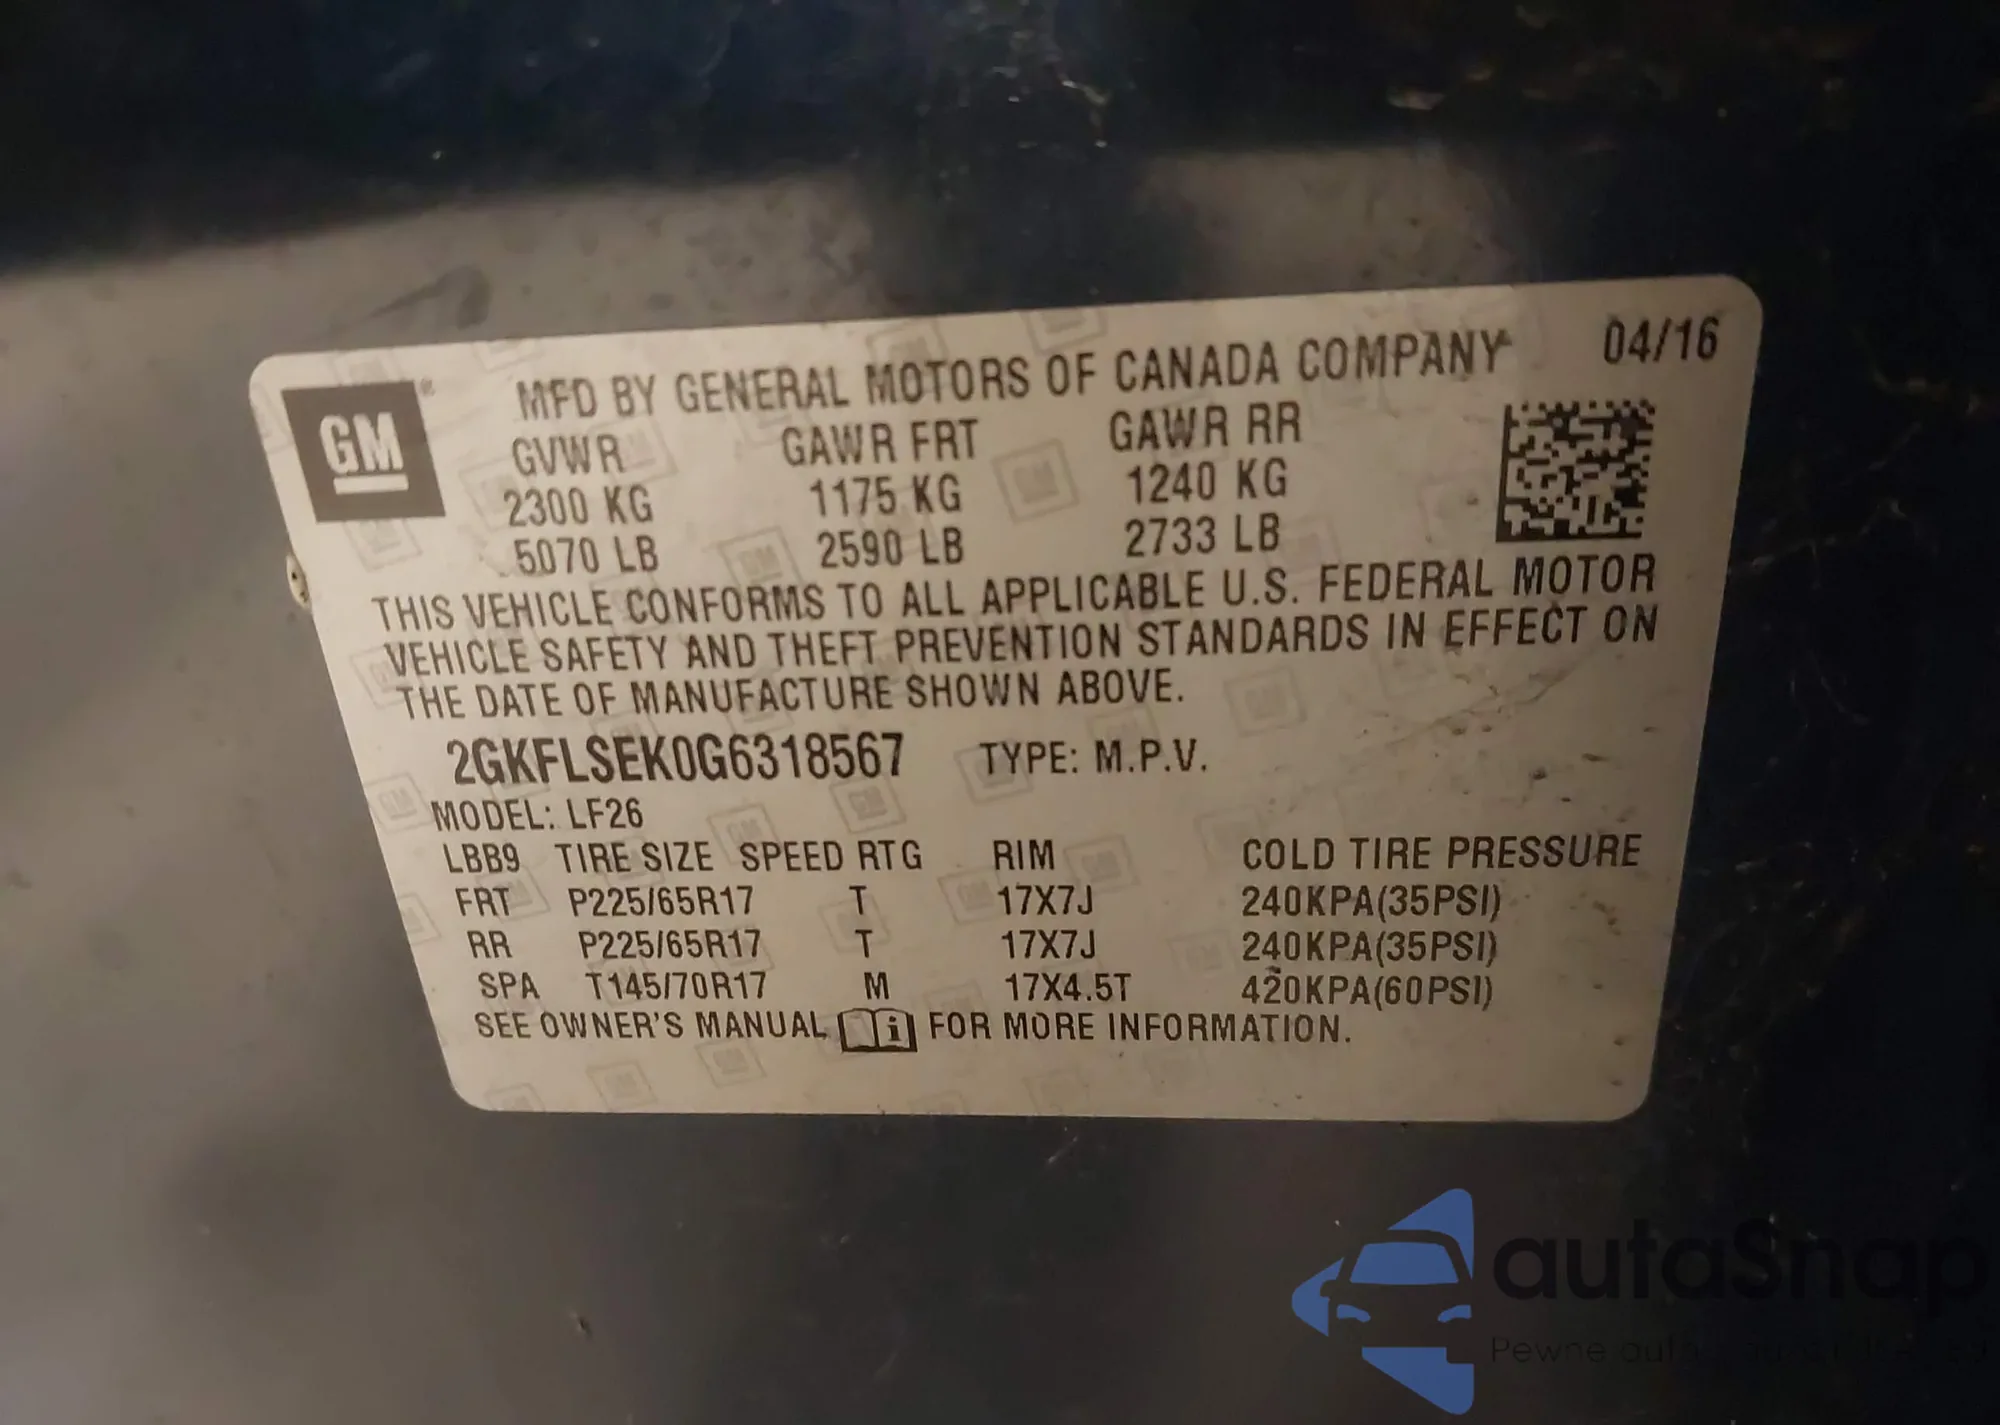 04/16
GM
MFD BY GENERAL MOTORS OF CANADA COMPANY
GVWR GAWR FRT GAWR RR
2300 KG 1175 KG 1240 KG
5070 LB 2590 LB 2733 LB
THIS VEHICLE CONFORMS TO ALL APPLICABLE U.S. FEDERAL MOTOR
VEHICLE SAFETY AND THEFT PREVENTION STANDARDS IN EFFECT ON
THE DATE OF MANUFACTURE SHOWN ABOVE.
2GKFLSEK0G6318567 TYPE: M.P.V.
MODEL: LF26
LBB9 TIRE SIZE SPEED RTG RIM COLD TIRE PRESSURE
FRT P225/65R17 T 17X7J 240KPA(35PSI)
RR P225/65R17 T 17X7J 240KPA(35PSI)
SPA T145/70R17 M 17X4.5T 420KPA(60PSI)
SEE OWNER'S MANUAL i FOR MORE INFORMATION.
autaSnap
Pewne auta